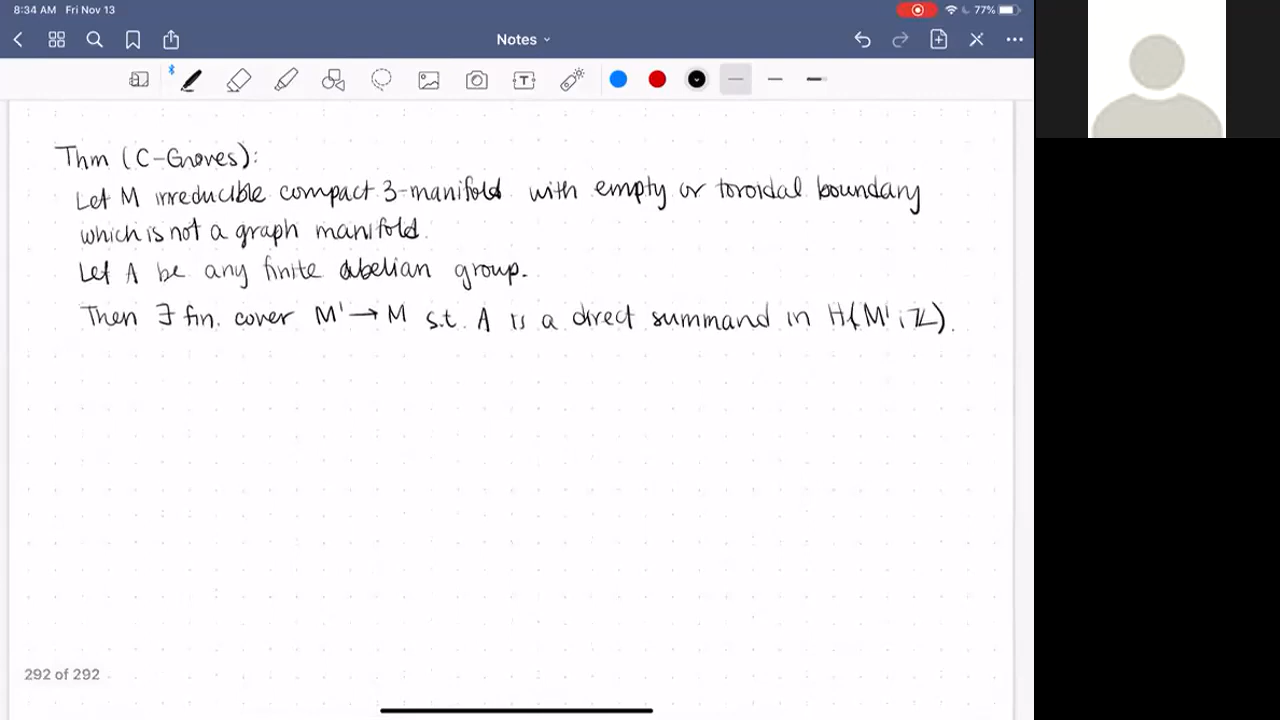 8:34 AM Fri Nov 13
77%
Notes
Thm (C-Groves):
Let M irreducible compact 3-manifold with empty or toroidal boundary
which is not a graph manifold.
Let A be any finite abelian group.
Then ∃ fin. cover M' → M s.t. A is a direct summand in H₁(M'; ℤ).
292 of 292